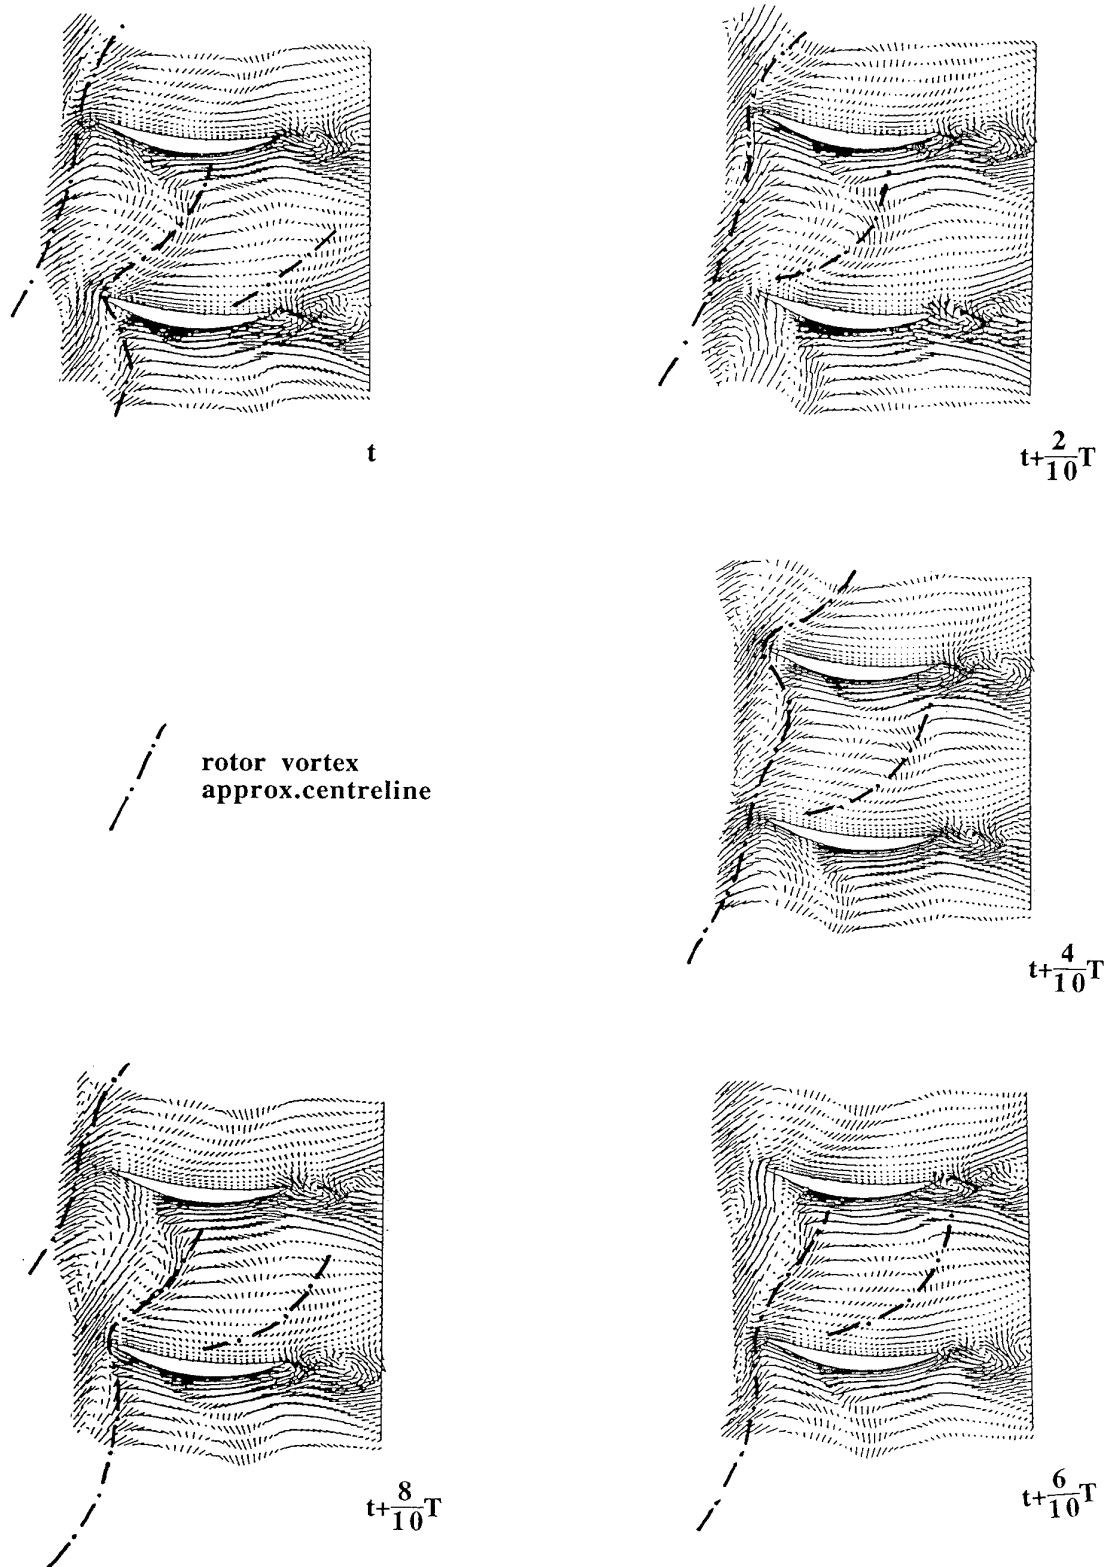 t
t+2/10T
rotor vortex
approx.centreline
t+4/10T
t+8/10T
t+6/10T